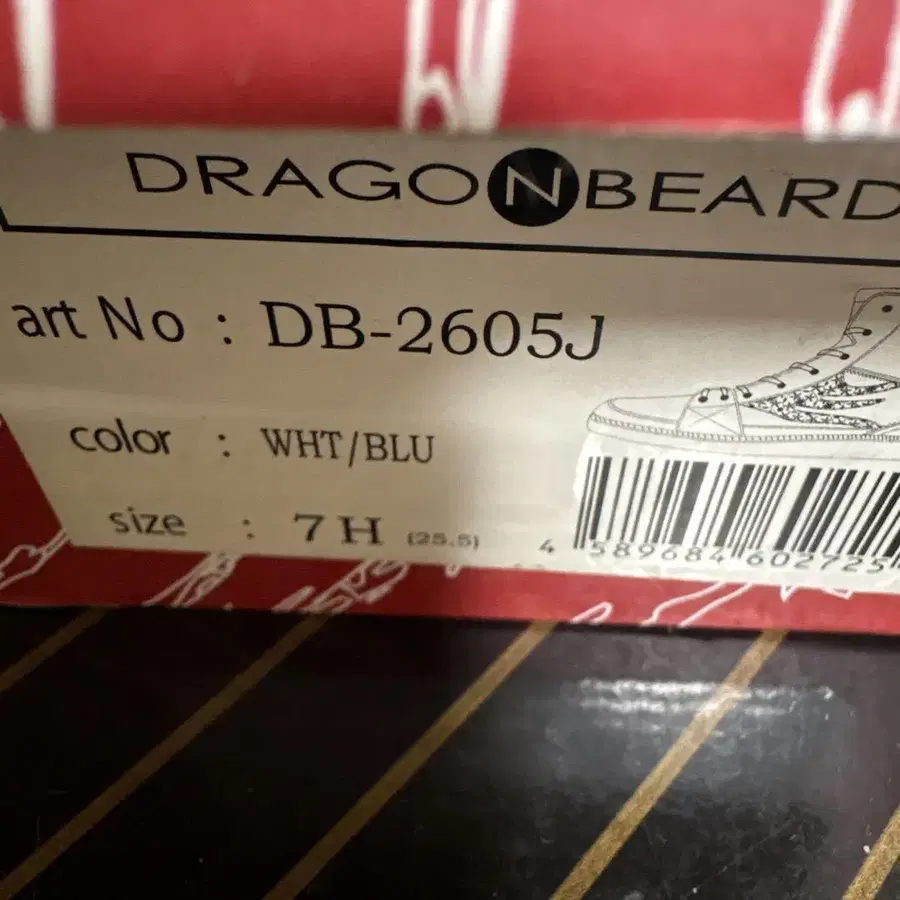 DRAGONBEARD
art No : DB-2605J
color : WHT/BLU
size : 7H (25.5)
4 589684 602725